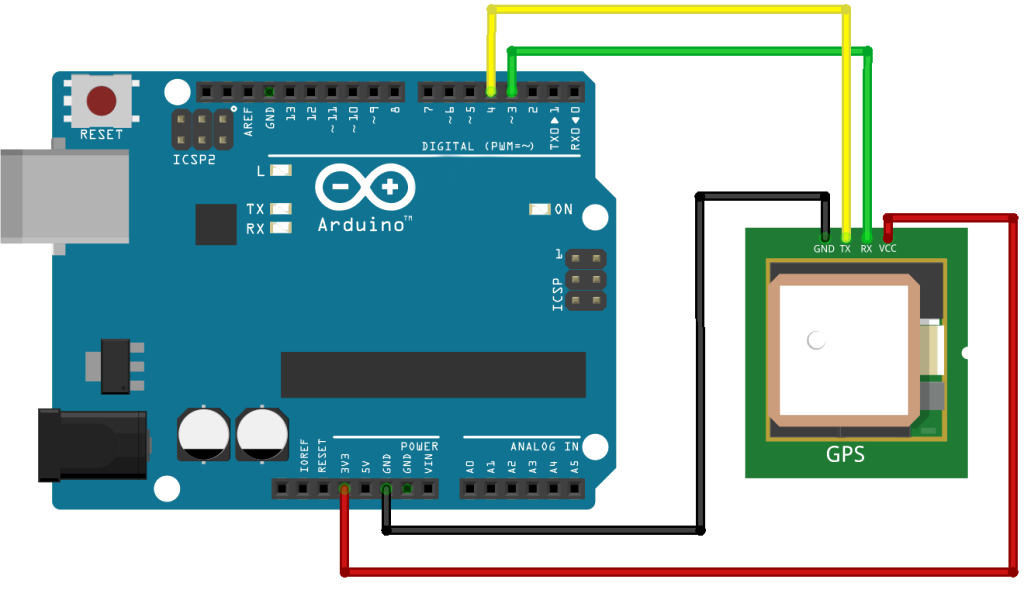 RESET
ICSP2
AREF
GND
13
12
~11
~10
~9
8
7
~6
~5
4
~3
2
TX0▶1
RX0◀0
DIGITAL (PWM=~)
L
TX
RX
Arduino™
ON
1
ICSP
GND TX RX VCC
GPS
POWER
ANALOG IN
IOREF
RESET
3V3
5V
GND
GND
VIN
A0
A1
A2
A3
A4
A5